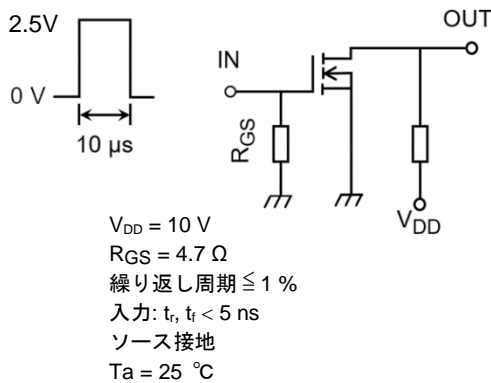 2.5V
0 V
10 µs
IN
OUT
RGS
VDD
VDD = 10 V
RGS = 4.7 Ω
繰り返し周期 ≦ 1 %
入力: tr, tf < 5 ns
ソース接地
Ta = 25 ℃